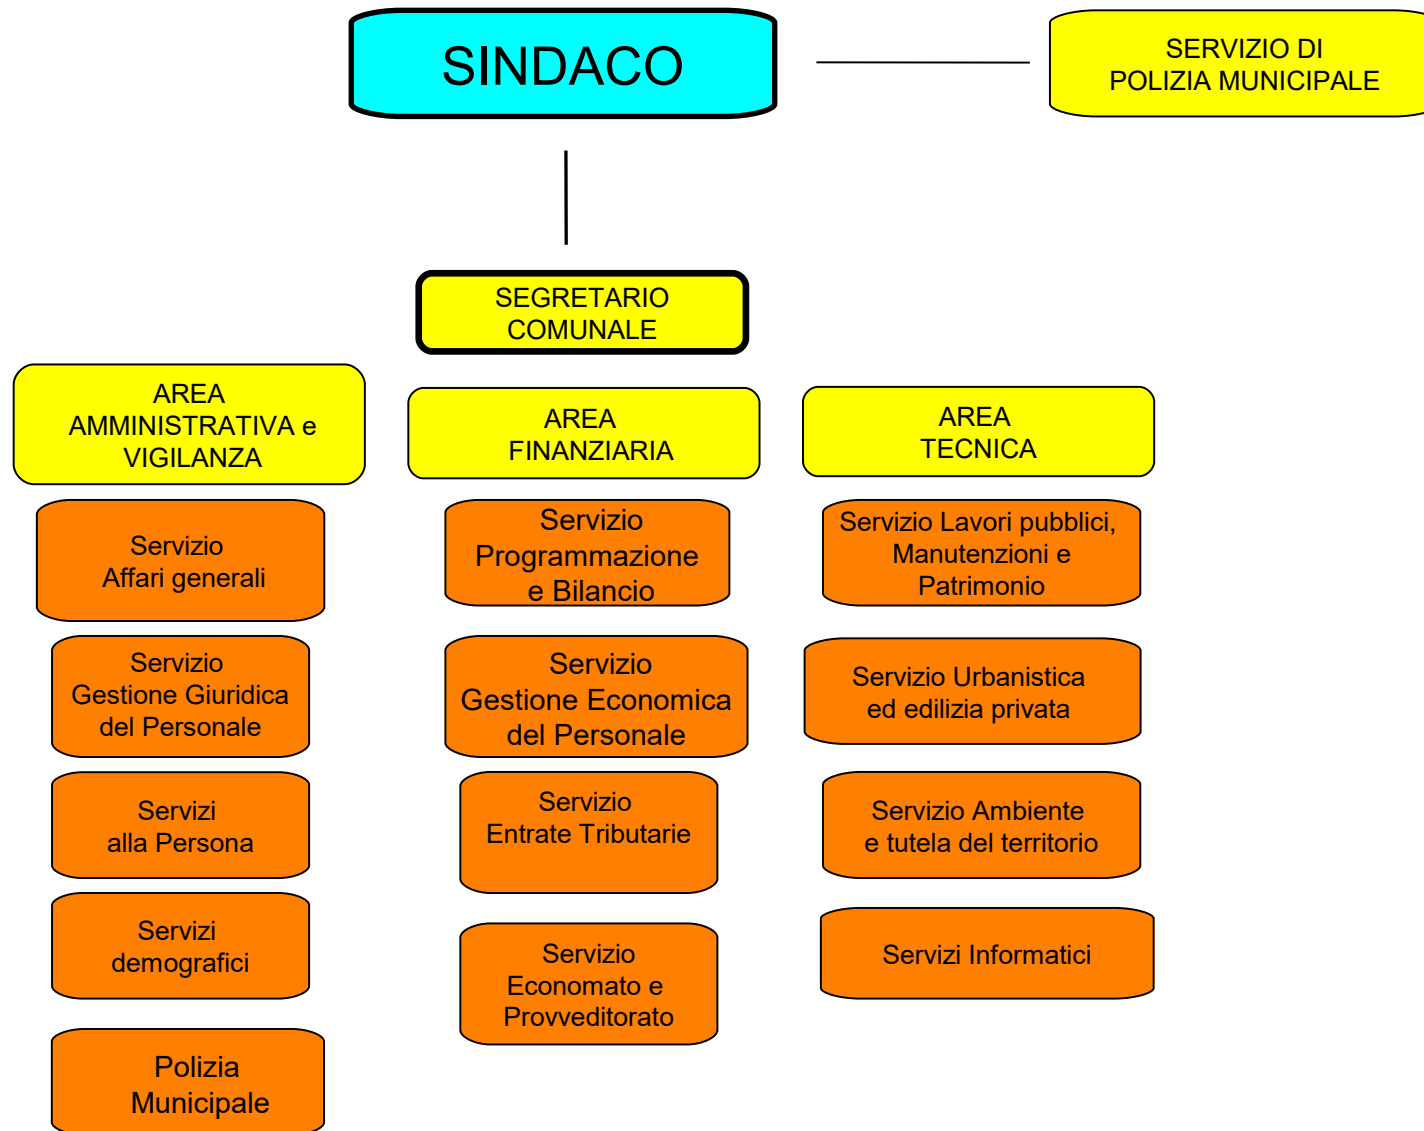 SINDACO
SERVIZIO DI
POLIZIA MUNICIPALE
SEGRETARIO
COMUNALE
AREA
AMMINISTRATIVA e
VIGILANZA
AREA
FINANZIARIA
AREA
TECNICA
Servizio
Affari generali
Servizio
Programmazione
e Bilancio
Servizio Lavori pubblici,
Manutenzioni e
Patrimonio
Servizio
Gestione Giuridica
del Personale
Servizio
Gestione Economica
del Personale
Servizio Urbanistica
ed edilizia privata
Servizi
alla Persona
Servizio
Entrate Tributarie
Servizio Ambiente
e tutela del territorio
Servizi
demografici
Servizio
Economato e
Provveditorato
Servizi Informatici
Polizia
Municipale